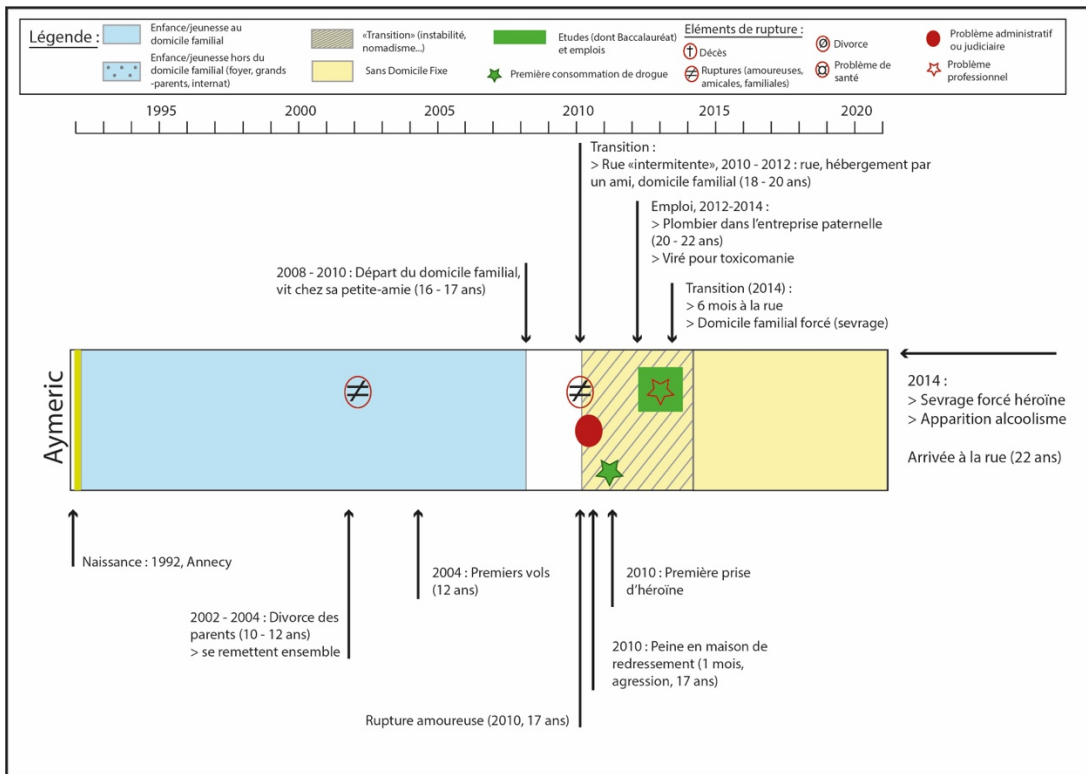 Légende :
Enfance/jeunesse au
domicile familial
Enfance/jeunesse hors du
domicile familial (foyer, grands
-parents, internat)
«Transition» (instabilité,
nomadisme...)
Sans Domicile Fixe
Etudes (dont Baccalauréat)
et emplois
Première consommation de drogue
Eléments de rupture :
Décès
Ruptures (amoureuses,
amicales, familiales)
Divorce
Problème de
santé
Problème administratif
ou judiciaire
Problème
professionnel
1995 2000 2005 2010 2015 2020
Transition :
> Rue «intermitente», 2010 - 2012 : rue, hébergement par
un ami, domicile familial (18 - 20 ans)
Emploi, 2012-2014 :
> Plombier dans l'entreprise paternelle
(20 - 22 ans)
> Viré pour toxicomanie
2008 - 2010 : Départ du domicile familial,
vit chez sa petite-amie (16 - 17 ans)
Transition (2014) :
> 6 mois à la rue
> Domicile familial forcé (sevrage)
Aymeric
2014 :
> Sevrage forcé héroïne
> Apparition alcoolisme
Arrivée à la rue (22 ans)
Naissance : 1992, Annecy
2002 - 2004 : Divorce des
parents (10 - 12 ans)
> se remettent ensemble
2004 : Premiers vols
(12 ans)
2010 : Première prise
d'héroïne
2010 : Peine en maison de
redressement (1 mois,
agression, 17 ans)
Rupture amoureuse (2010, 17 ans)